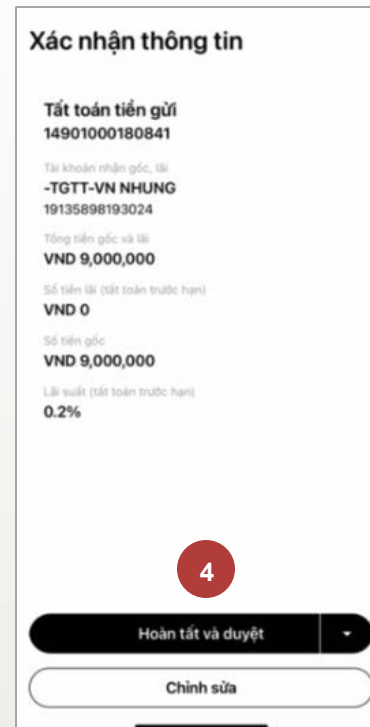 Xác nhận thông tin
Tất toán tiền gửi
14901000180841
Tài khoản nhận gốc, lãi
-TGTT-VN NHUNG
19135898193024
Tổng tiền gốc và lãi
VND 9,000,000
Số tiền lãi (tất toán trước hạn)
VND 0
Số tiền gốc
VND 9,000,000
Lãi suất (tất toán trước hạn)
0.2%
4
Hoàn tất và duyệt
Chỉnh sửa